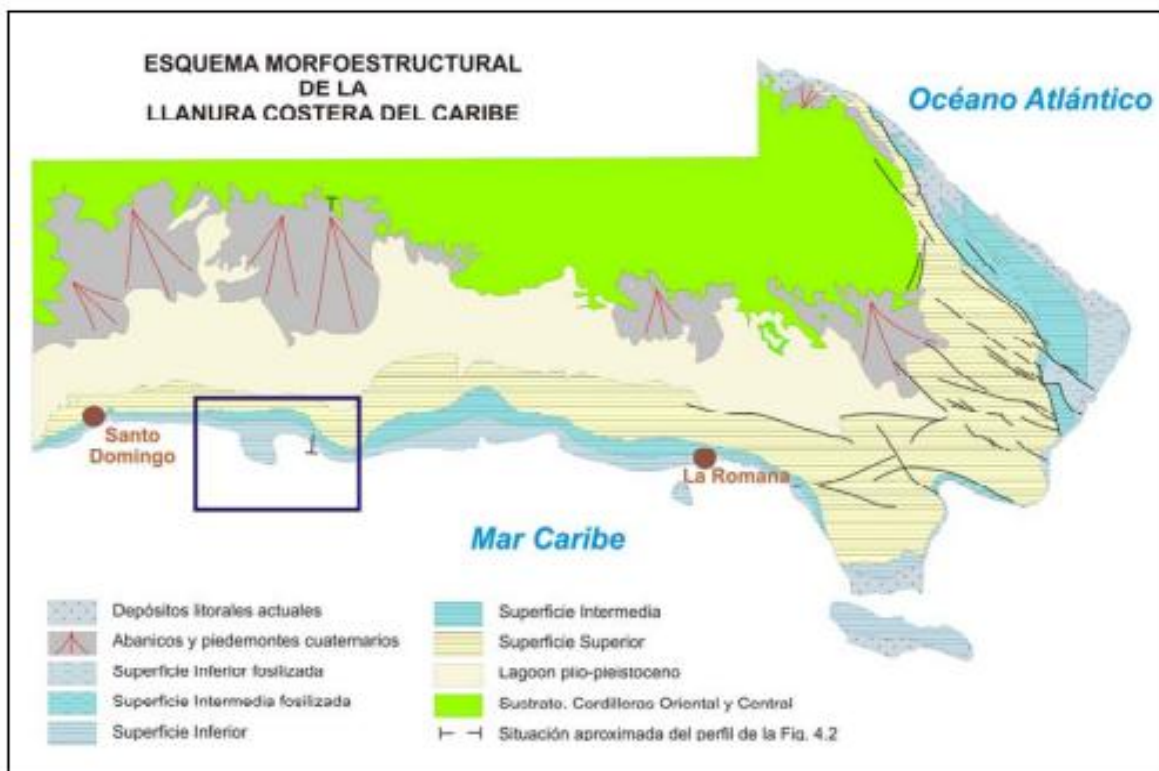 ESQUEMA MORFOESTRUCTURAL
DE LA
LLANURA COSTERA DEL CARIBE
Océano Atlántico
Santo
Domingo
La Romana
Mar Caribe
Depósitos litorales actuales
Abanicos y piedemontes cuaternarios
Superficie Inferior fosilizada
Superficie Intermedia fosilizada
Superficie Inferior
Superficie Intermedia
Superficie Superior
Lagoon plio-pleistoceno
Sustrato. Cordilleras Oriental y Central
Situación aproximada del perfil de la Fig. 4.2